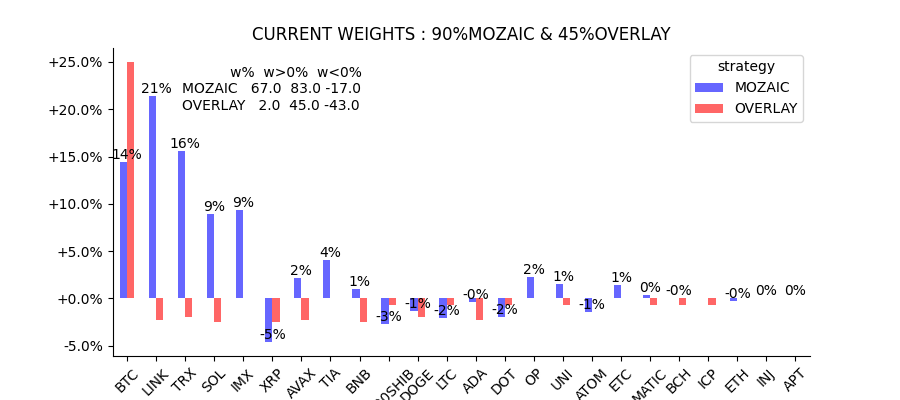 CURRENT WEIGHTS : 90%MOZAIC & 45%OVERLAY
w% w>0% w<0%
MOZAIC 67.0 83.0 -17.0
OVERLAY 2.0 45.0 -43.0
strategy
MOZAIC
OVERLAY
+25.0%
+20.0%
+15.0%
+10.0%
+5.0%
+0.0%
-5.0%
14%
21%
16%
9%
9%
-5%
2%
4%
1%
-3%
-1%
-2%
-0%
-2%
2%
1%
-1%
1%
0%
-0%
-0%
0%
0%
BTC
LINK
TRX
SOL
IMX
XRP
AVAX
TIA
BNB
00SHIB
DOGE
LTC
ADA
DOT
OP
UNI
ATOM
ETC
MATIC
BCH
ICP
ETH
INJ
APT